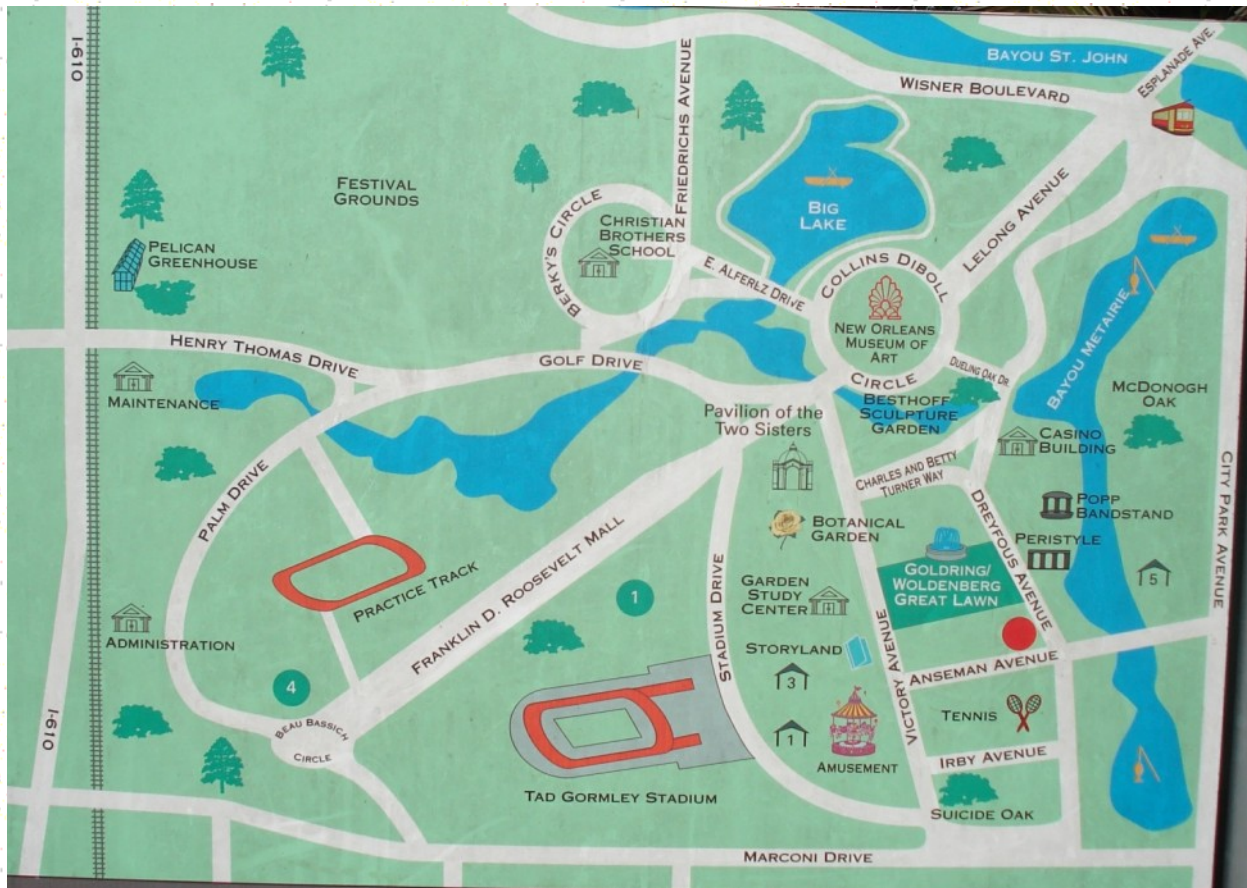 I-610
BAYOU ST. JOHN
ESPLANADE AVE.
WISNER BOULEVARD
FRIEDRICHS AVENUE
FESTIVAL
GROUNDS
BERKY'S CIRCLE
CHRISTIAN
BROTHERS
SCHOOL
BIG
LAKE
LELONG AVENUE
PELICAN
GREENHOUSE
E. ALFEREZ DRIVE
COLLINS DIBOLL
CIRCLE
NEW ORLEANS
MUSEUM OF
ART
BAYOU METAIRIE
HENRY THOMAS DRIVE
GOLF DRIVE
DUELING OAK DR.
MAINTENANCE
MCDONOGH
OAK
BESTHOFF
SCULPTURE
GARDEN
Pavilion of the
Two Sisters
CASINO
BUILDING
CHARLES AND BETTY
TURNER WAY
CITY PARK AVENUE
PALM DRIVE
POPP
BANDSTAND
BOTANICAL
GARDEN
DREYFOUS AVENUE
PERISTYLE
5
PRACTICE TRACK
FRANKLIN D. ROOSEVELT MALL
1
STADIUM DRIVE
GARDEN
STUDY
CENTER
GOLDRING/
WOLDENBERG
GREAT LAWN
ADMINISTRATION
STORYLAND
VICTORY AVENUE
ANSEMAN AVENUE
4
3
I-610
BEAU BASSICH
CIRCLE
1
TENNIS
AMUSEMENT
IRBY AVENUE
TAD GORMLEY STADIUM
SUICIDE OAK
MARCONI DRIVE